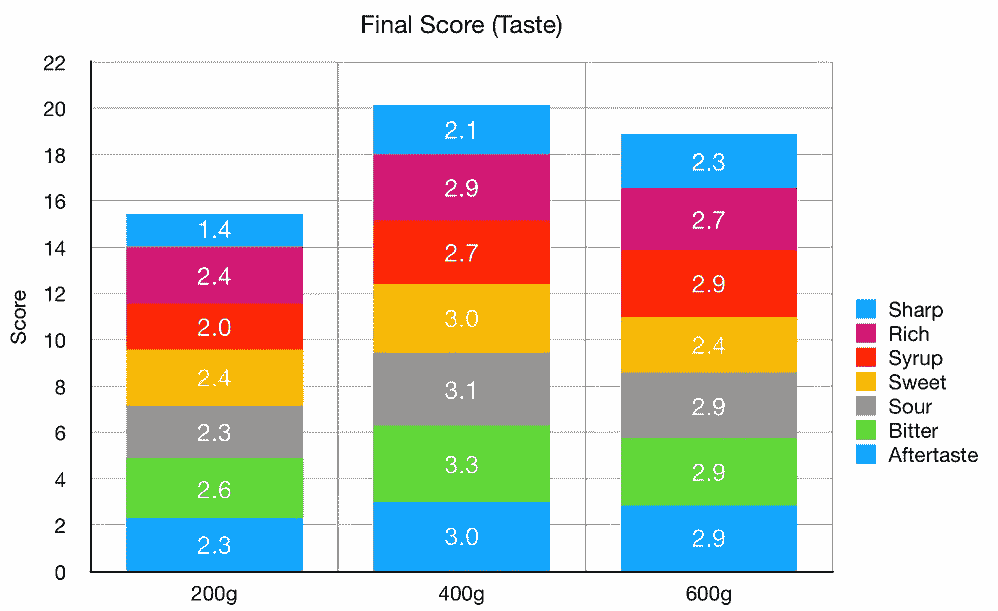 Final Score (Taste)
22
20
18
16
14
12
10
8
6
4
2
0
Score
1.4
2.4
2.0
2.4
2.3
2.6
2.3
2.1
2.9
2.7
3.0
3.1
3.3
3.0
2.3
2.7
2.9
2.4
2.9
2.9
2.9
200g
400g
600g
Sharp
Rich
Syrup
Sweet
Sour
Bitter
Aftertaste